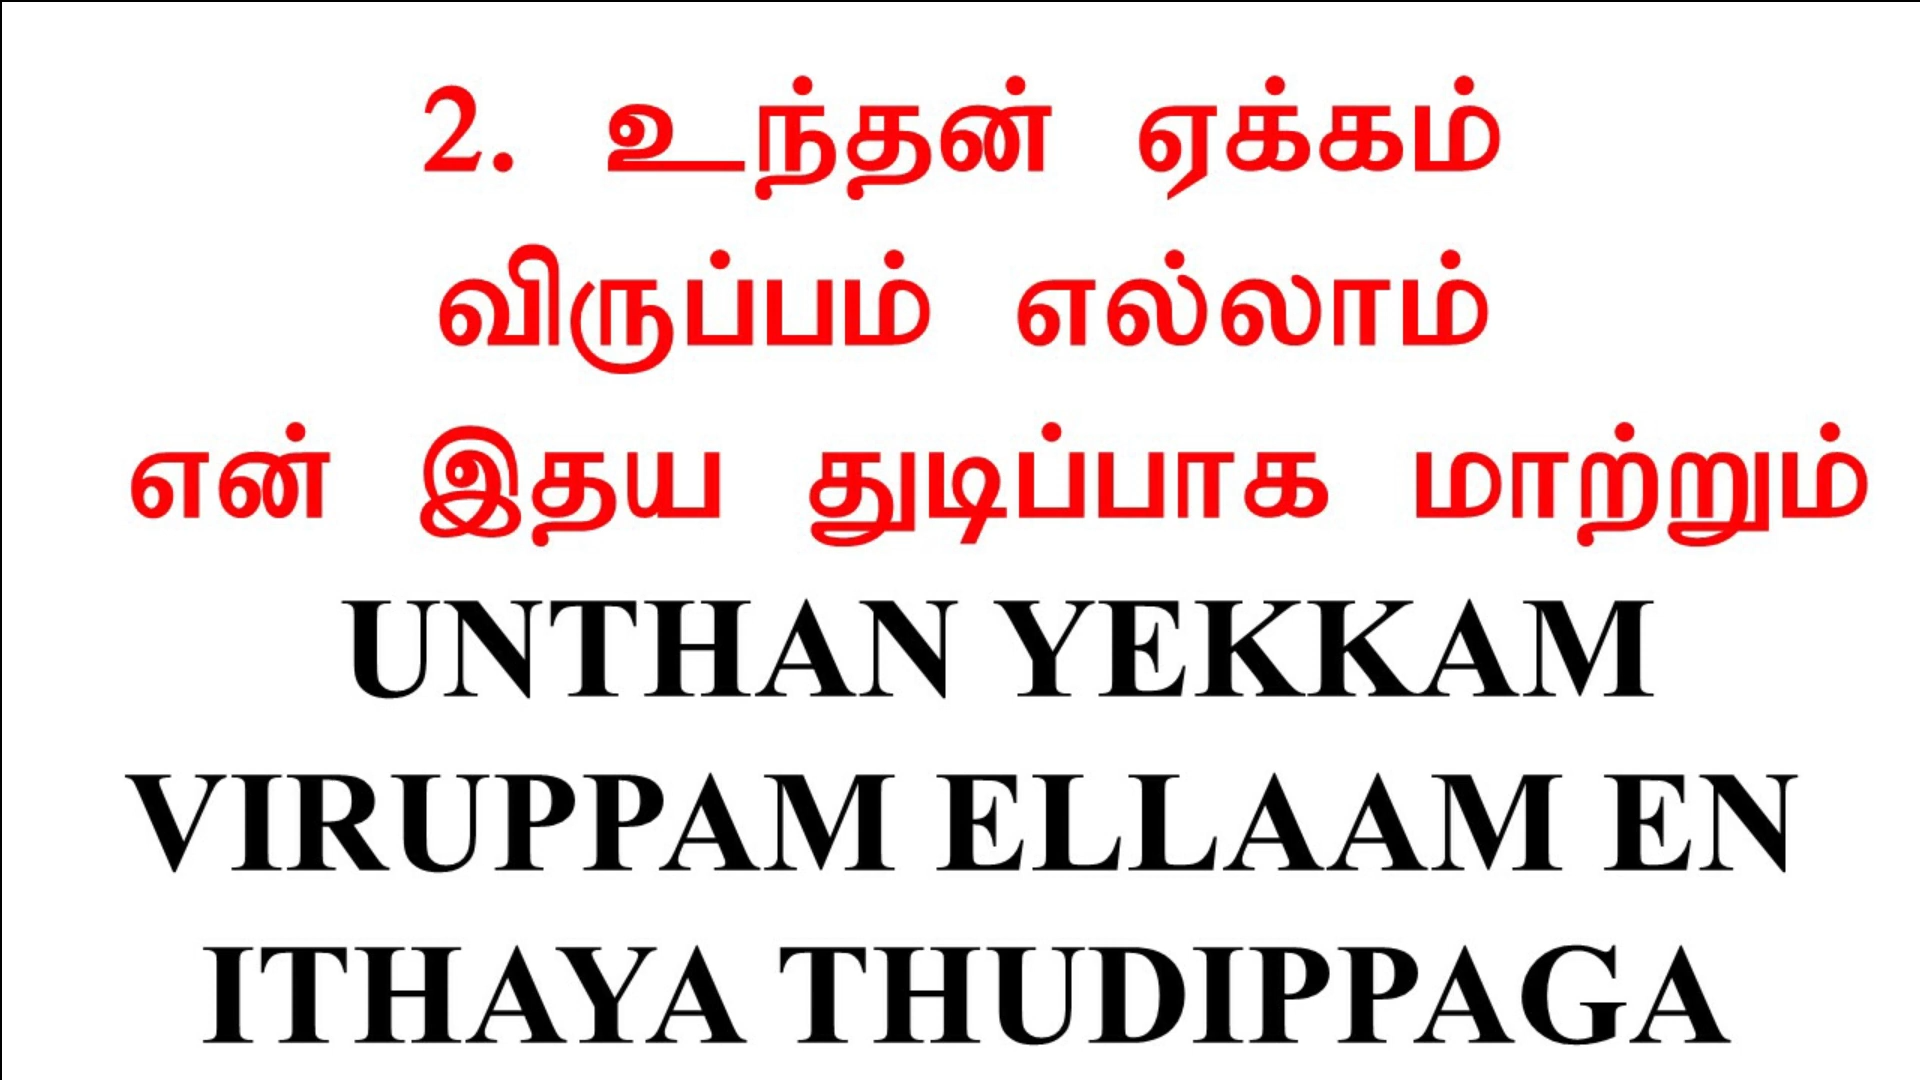 2. உந்தன் ஏக்கம்
விருப்பம் எல்லாம்
என் இதய துடிப்பாக மாற்றும்
UNTHAN YEKKAM
VIRUPPAM ELLAAM EN
ITHAYA THUDIPPAGA